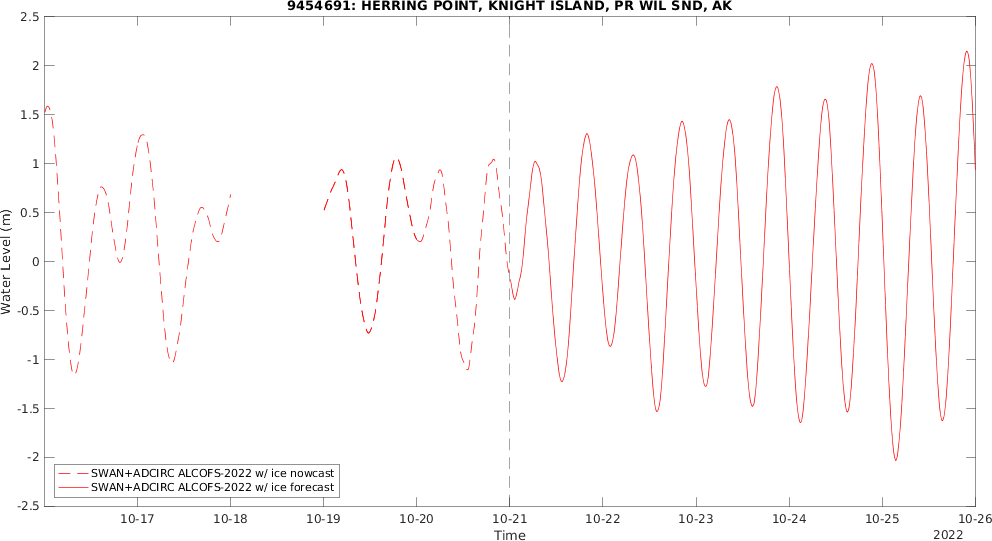 9454691: HERRING POINT, KNIGHT ISLAND, PR WIL SND, AK
2.5
2
1.5
1
0.5
0
-0.5
-1
-1.5
-2
-2.5
Water Level (m)
SWAN+ADCIRC ALCOFS-2022 w/ ice nowcast
SWAN+ADCIRC ALCOFS-2022 w/ ice forecast
10-17 10-18 10-19 10-20 10-21 10-22 10-23 10-24 10-25 10-26
Time
2022